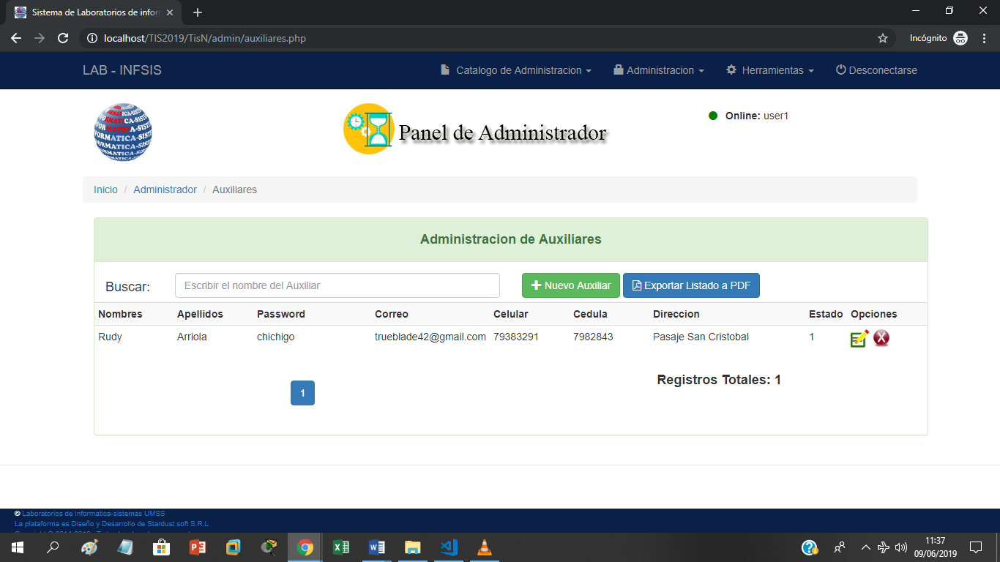 Sistema de Laboratorios de infor
localhost/TIS2019/TisN/admin/auxiliares.php
Incógnito
LAB - INFSIS
Catalogo de Administracion
Administracion
Herramientas
Desconectarse
Panel de Administrador
Online: user1
Inicio / Administrador / Auxiliares
Administracion de Auxiliares
Buscar:
Escribir el nombre del Auxiliar
Nuevo Auxiliar
Exportar Listado a PDF
Nombres Apellidos Password Correo Celular Cedula Direccion Estado Opciones
Rudy Arriola chichigo trueblade42@gmail.com 79383291 7982843 Pasaje San Cristobal 1
Registros Totales: 1
1
© Laboratorios de informatica-sistemas UMSS
La plataforma es Diseño y Desarrollo de Stardust soft S.R.L
11:37
09/06/2019